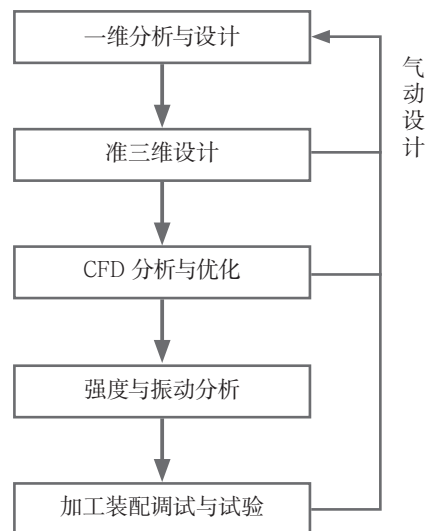 一维分析与设计
气动设计
准三维设计
CFD 分析与优化
强度与振动分析
加工装配调试与试验